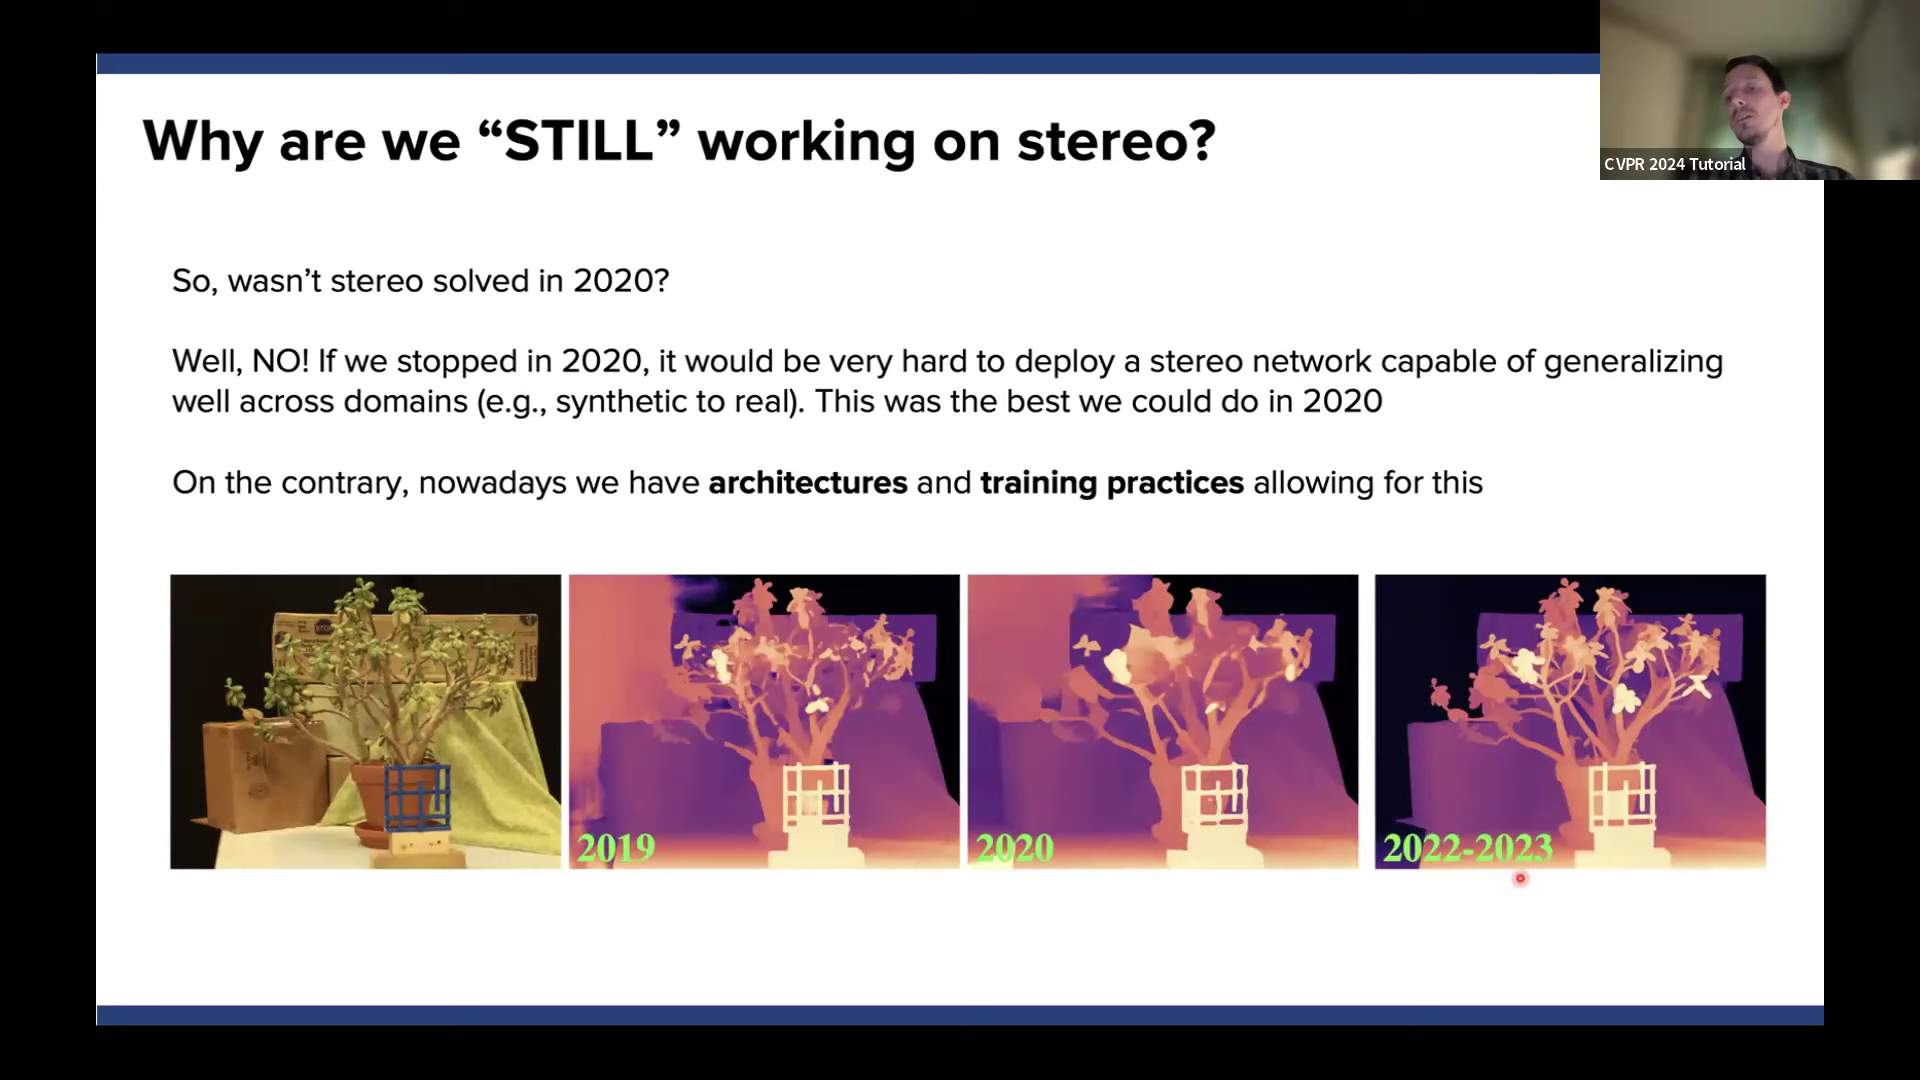 CVPR 2024 Tutorial
Why are we “STILL” working on stereo?
So, wasn’t stereo solved in 2020?
Well, NO! If we stopped in 2020, it would be very hard to deploy a stereo network capable of generalizing
well across domains (e.g., synthetic to real). This was the best we could do in 2020
On the contrary, nowadays we have architectures and training practices allowing for this
2019
2020
2022-2023